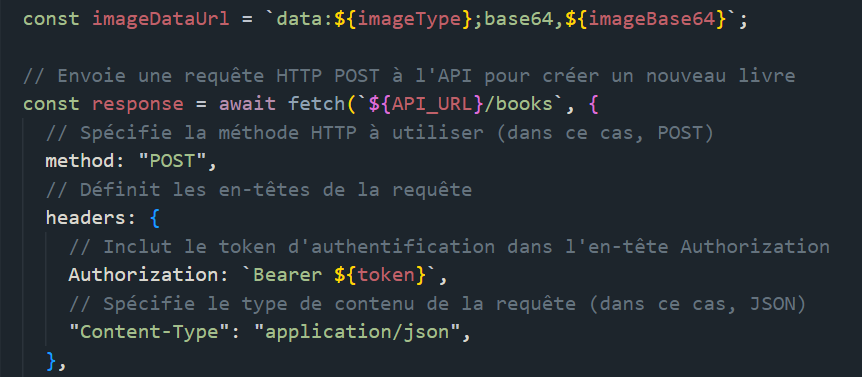 const imageDataUrl = `data:${imageType};base64,${imageBase64}`;
// Envoie une requête HTTP POST à l'API pour créer un nouveau livre
const response = await fetch(`${API_URL}/books`, {
// Spécifie la méthode HTTP à utiliser (dans ce cas, POST)
method: "POST",
// Définit les en-têtes de la requête
headers: {
// Inclut le token d'authentification dans l'en-tête Authorization
Authorization: `Bearer ${token}`,
// Spécifie le type de contenu de la requête (dans ce cas, JSON)
"Content-Type": "application/json",
},